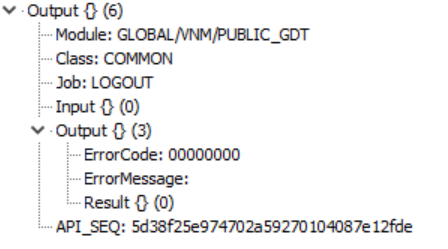 Output {} (6)
Module: GLOBAL/VNM/PUBLIC_GDT
Class: COMMON
Job: LOGOUT
Input {} (0)
Output {} (3)
ErrorCode: 00000000
ErrorMessage:
Result {} (0)
API_SEQ: 5d38f25e974702a59270104087e12fde